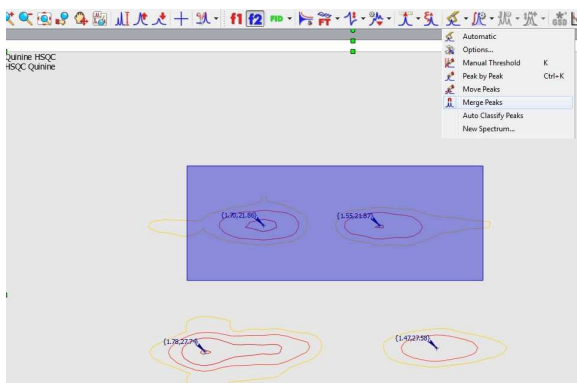 f1 f2 FID
GSD
Automatic
Options...
Manual Threshold K
Peak by Peak Ctrl+K
Move Peaks
Merge Peaks
Auto Classify Peaks
New Spectrum...
Quinine HSQC
HSQC Quinine
{1.70,21.86} {1.55,21.87}
{1.78,27.74} {1.47,27.58}